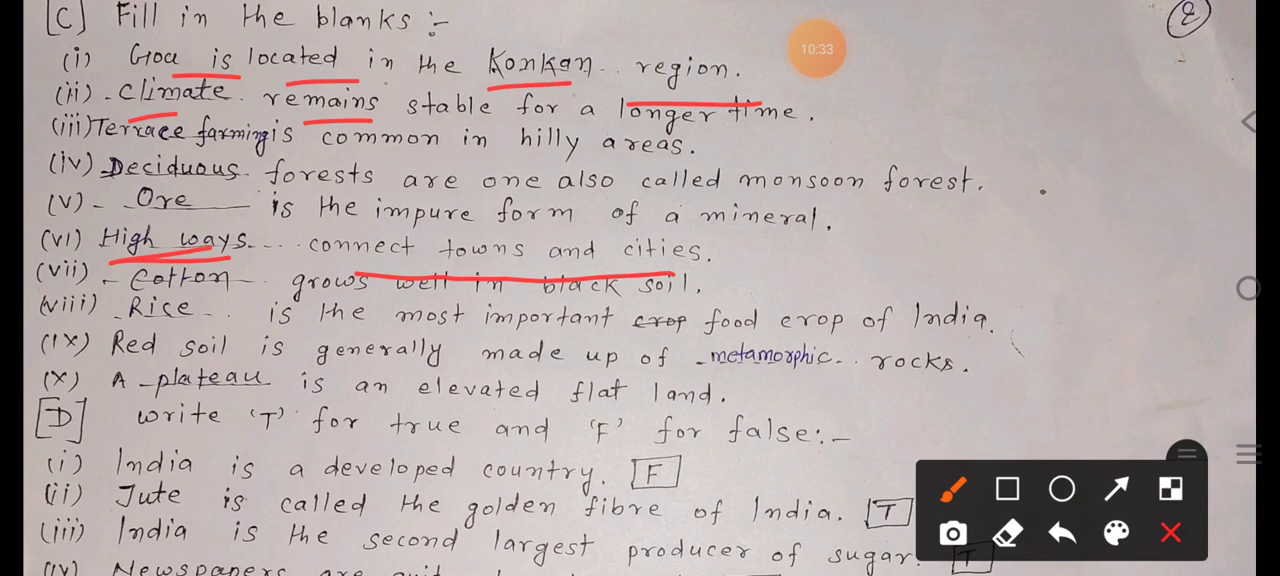 [C] Fill in the blanks :-
(2)
10:33
(i) Goa is located in the Konkan.. region.
(ii) .Climate. remains stable for a longer time.
(iii) Terrace farming is common in hilly areas.
(iv) Deciduous. forests are one also called monsoon forest.
(v) - Ore is the impure form of a mineral.
(vi) High ways.... connect towns and cities.
(vii) - Cotton - grows well in black soil.
(viii) .Rise.. is the most important crop food crop of India.
(ix) Red soil is generally made up of -metamorphic.. rocks.
(x) A plateau is an elevated flat land.
[D] write 'T' for true and 'F' for false:-
(i) India is a developed country. [F]
(ii) Jute is called the golden fibre of India. [T]
(iii) India is the second largest producer of sugar. [T]
(iv) Newspapers are